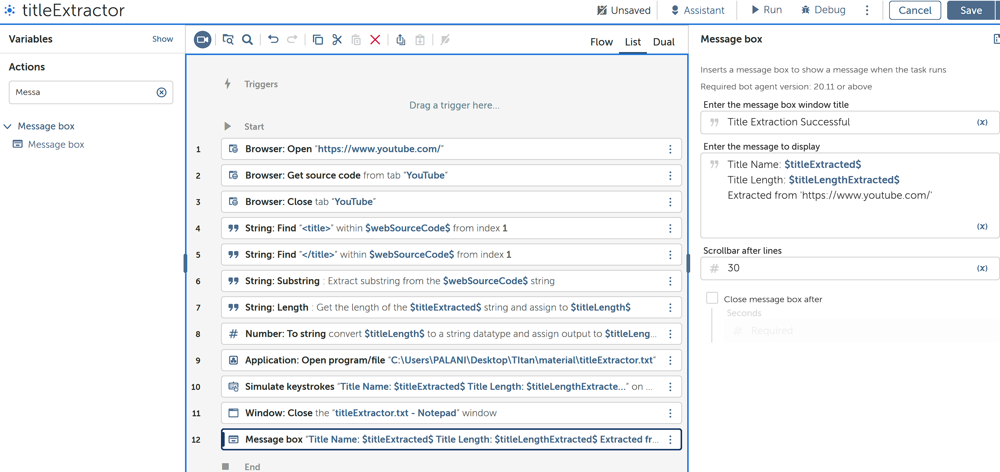 titleExtractor
Unsaved
Assistant
Run
Debug
Cancel
Save
Variables
Show
Actions
Messa
Message box
Message box
Flow
List
Dual
Triggers
Drag a trigger here...
Start
1 Browser: Open “https://www.youtube.com/”
2 Browser: Get source code from tab “YouTube”
3 Browser: Close tab “YouTube”
4 String: Find “<title>” within $webSourceCode$ from index 1
5 String: Find “</title>” within $webSourceCode$ from index 1
6 String: Substring : Extract substring from the $webSourceCode$ string
7 String: Length : Get the length of the $titleExtracted$ string and assign to $titleLength$
8 Number: To string convert $titleLength$ to a string datatype and assign output to $titleLeng...
9 Application: Open program/file “C:\Users\PALANI\Desktop\TItan\material\titleExtractor.txt”
10 Simulate keystrokes “Title Name: $titleExtracted$ Title Length: $titleLengthExtracte...” on ...
11 Window: Close the “titleExtractor.txt - Notepad” window
12 Message box “Title Name: $titleExtracted$ Title Length: $titleLengthExtracted$ Extracted fr...
End
Message box
Inserts a message box to show a message when the task runs
Required bot agent version: 20.11 or above
Enter the message box window title
Title Extraction Successful
(x)
Enter the message to display
Title Name: $titleExtracted$
Title Length: $titleLengthExtracted$
Extracted from 'https://www.youtube.com/'
(x)
Scrollbar after lines
# 30
(x)
Close message box after
Seconds
# Required